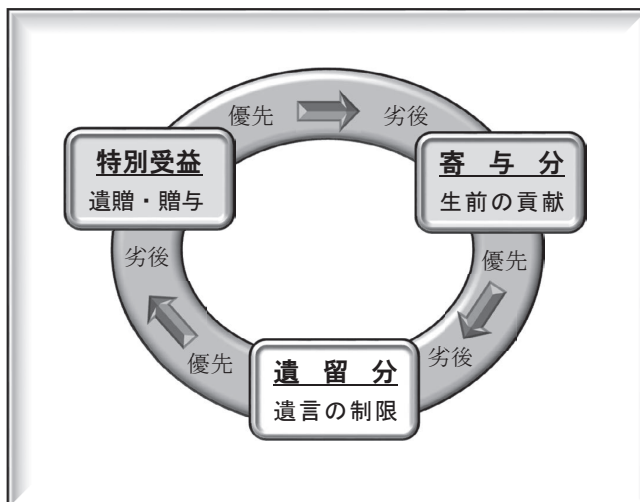 優先
劣後
特別受益
遺贈・贈与
寄与分
生前の貢献
劣後
優先
優先
劣後
遺留分
遺言の制限